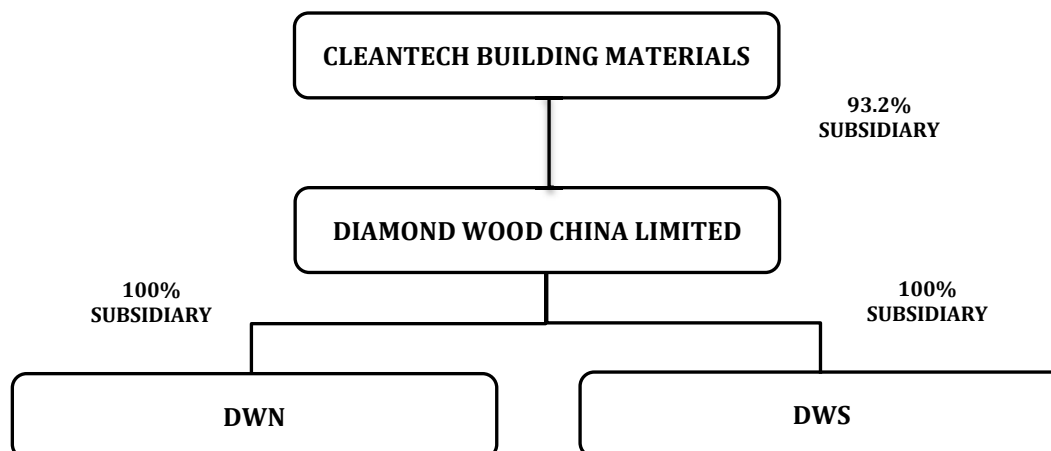 CLEANTECH BUILDING MATERIALS
93.2%
SUBSIDIARY
DIAMOND WOOD CHINA LIMITED
100%
SUBSIDIARY
100%
SUBSIDIARY
DWN
DWS